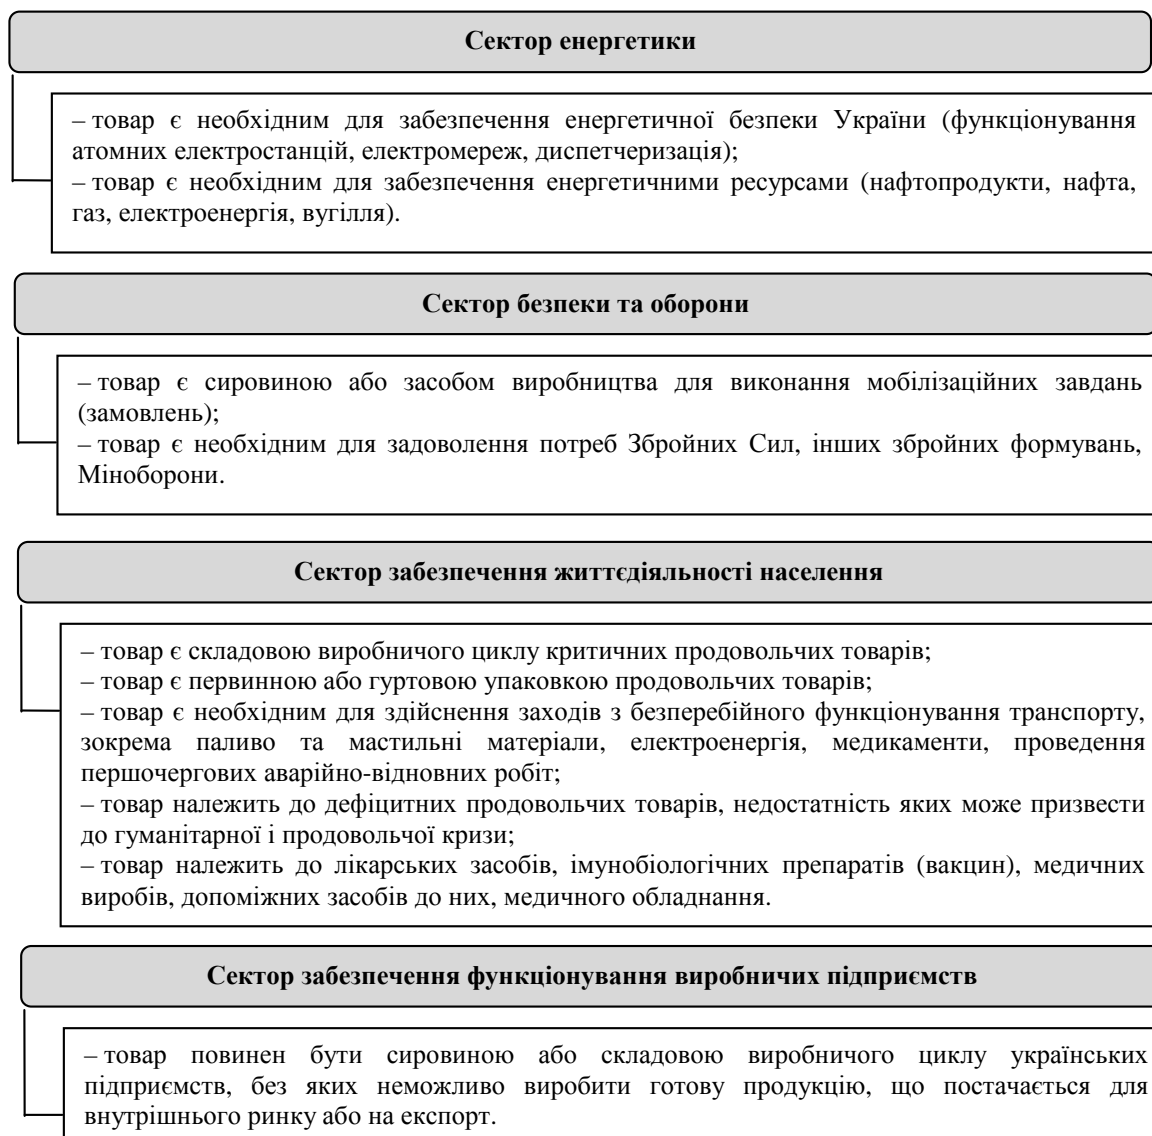 Сектор енергетики
– товар є необхідним для забезпечення енергетичної безпеки України (функціонування
атомних електростанцій, електромереж, диспетчеризація);
– товар є необхідним для забезпечення енергетичними ресурсами (нафтопродукти, нафта,
газ, електроенергія, вугілля).
Сектор безпеки та оборони
– товар є сировиною або засобом виробництва для виконання мобілізаційних завдань
(замовлень);
– товар є необхідним для задоволення потреб Збройних Сил, інших збройних формувань,
Міноборони.
Сектор забезпечення життєдіяльності населення
– товар є складовою виробничого циклу критичних продовольчих товарів;
– товар є первинною або гуртовою упаковкою продовольчих товарів;
– товар є необхідним для здійснення заходів з безперебійного функціонування транспорту,
зокрема паливо та мастильні матеріали, електроенергія, медикаменти, проведення
першочергових аварійно-відновних робіт;
– товар належить до дефіцитних продовольчих товарів, недостатність яких може призвести
до гуманітарної і продовольчої кризи;
– товар належить до лікарських засобів, імунобіологічних препаратів (вакцин), медичних
виробів, допоміжних засобів до них, медичного обладнання.
Сектор забезпечення функціонування виробничих підприємств
– товар повинен бути сировиною або складовою виробничого циклу українських
підприємств, без яких неможливо виробити готову продукцію, що постачається для
внутрішнього ринку або на експорт.